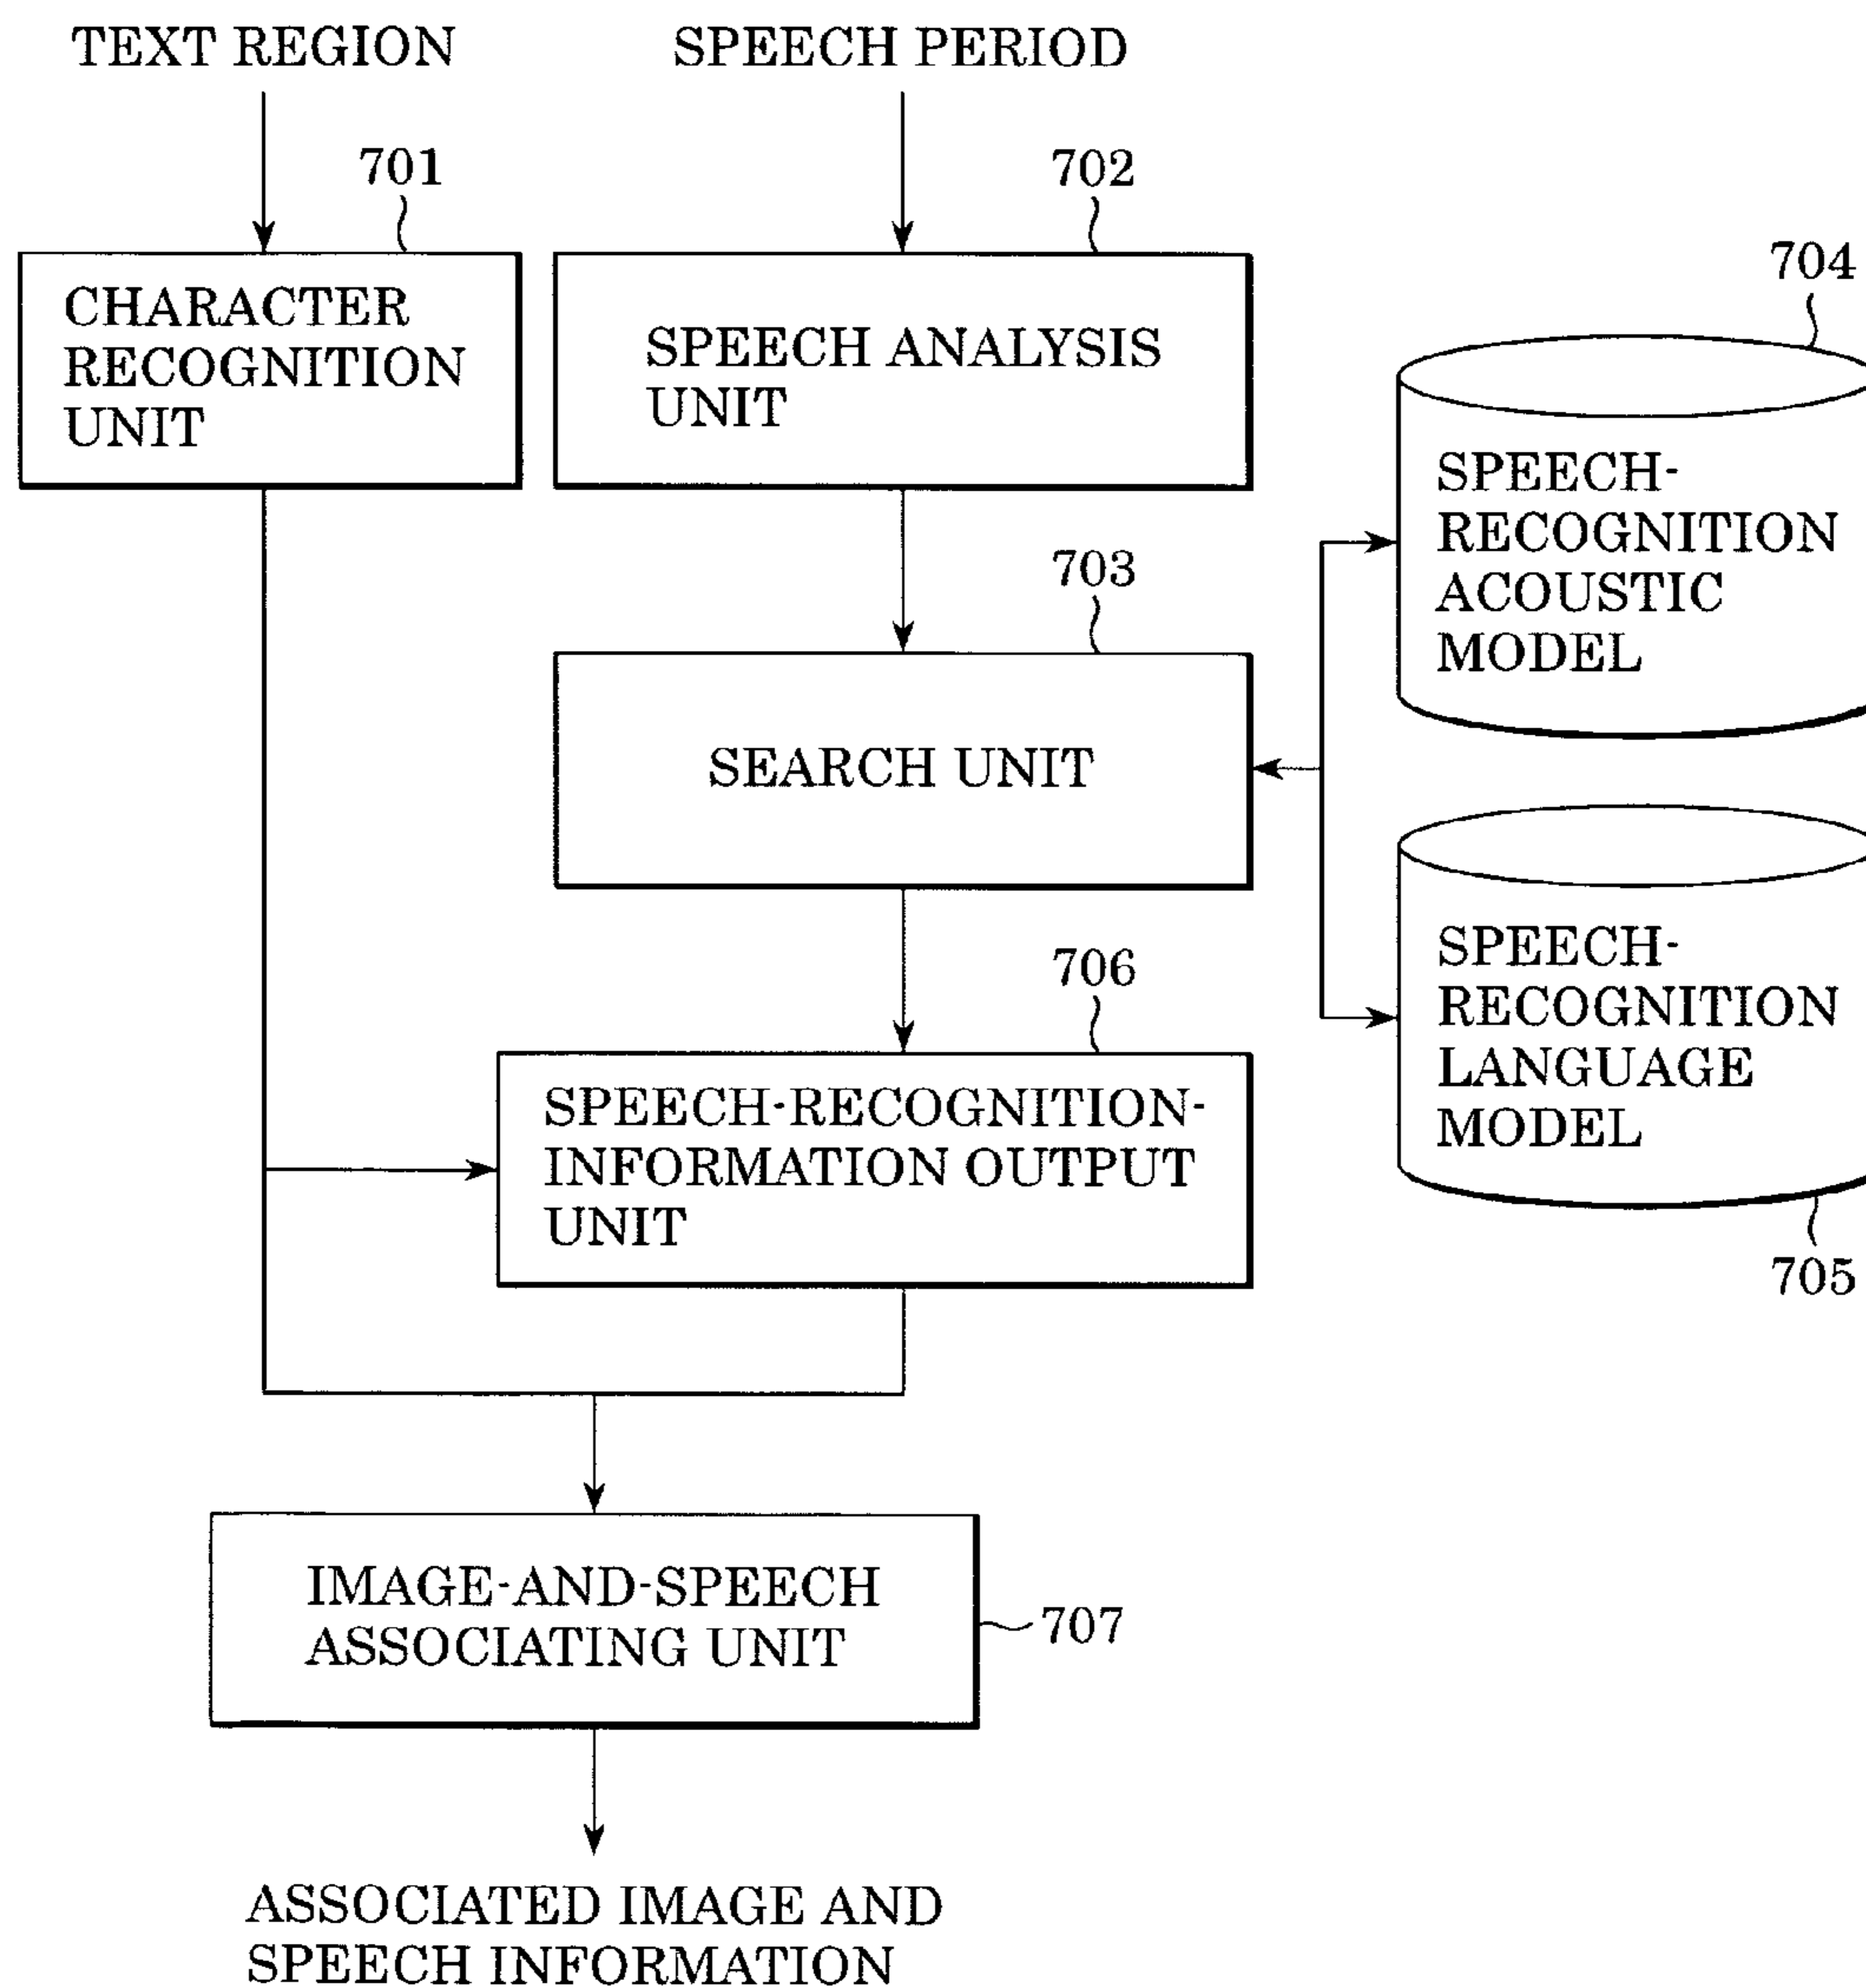 TEXT REGION
SPEECH PERIOD
701
702
704
CHARACTER
RECOGNITION
UNIT
SPEECH ANALYSIS
UNIT
SPEECH-
RECOGNITION
ACOUSTIC
MODEL
703
SEARCH UNIT
SPEECH-
RECOGNITION
LANGUAGE
MODEL
705
706
SPEECH-RECOGNITION-
INFORMATION OUTPUT
UNIT
IMAGE-AND-SPEECH
ASSOCIATING UNIT
707
ASSOCIATED IMAGE AND
SPEECH INFORMATION